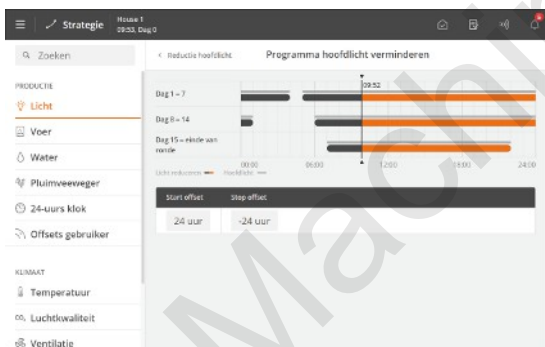 Strategie
House 1
09:53, Dag 0
Zoeken
Reductie hoofdlicht
Programma hoofdlicht verminderen
PRODUCTIE
Licht
Voer
Water
Pluimveeweger
24-uurs klok
Offsets gebruiker
KLIMAAT
Temperatuur
Luchtkwaliteit
Ventilatie
09:52
Dag 1 – 7
Dag 8 – 14
Dag 15 – einde van
ronde
00:00 06:00 12:00 18:00 24:00
Licht reduceren Hoofdlicht
Start offset Stop offset
24 uur -24 uur
Machi